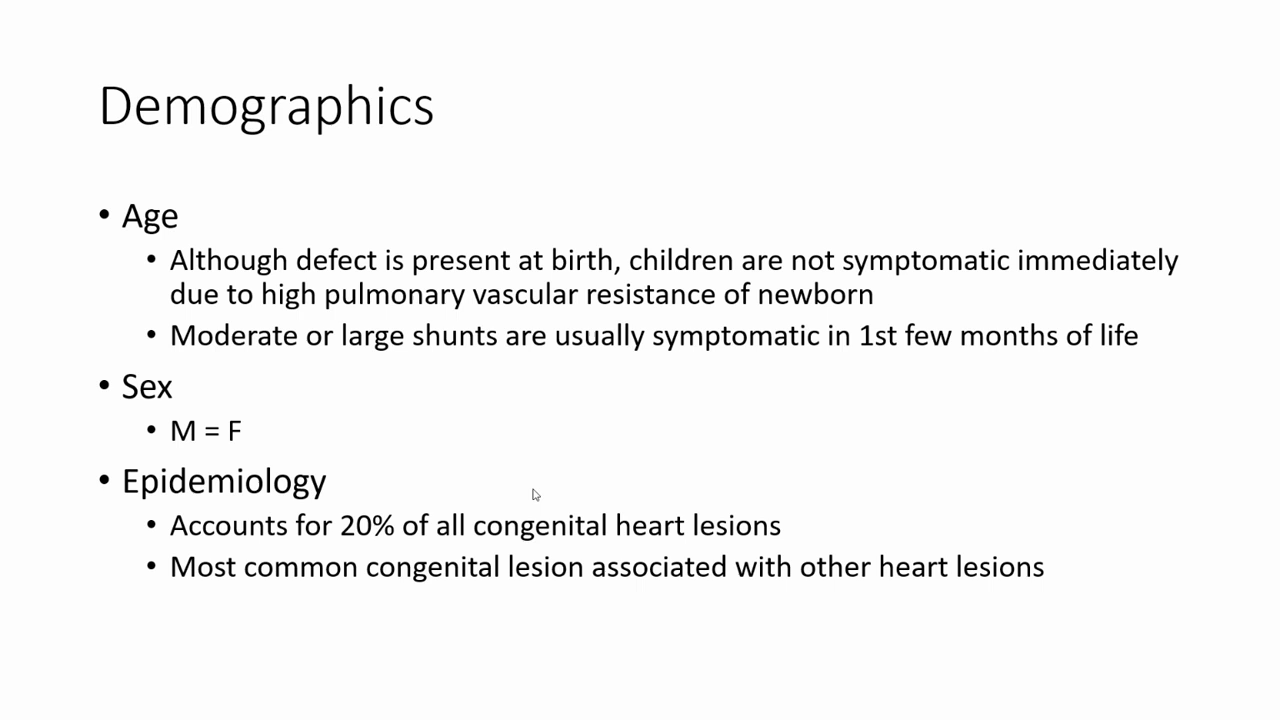 Demographics
• Age
• Although defect is present at birth, children are not symptomatic immediately
due to high pulmonary vascular resistance of newborn
• Moderate or large shunts are usually symptomatic in 1st few months of life
• Sex
• M = F
• Epidemiology
• Accounts for 20% of all congenital heart lesions
• Most common congenital lesion associated with other heart lesions